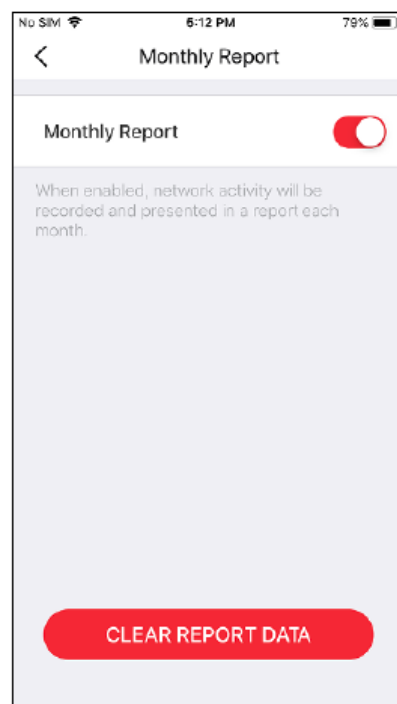 No SIM 6:12 PM 79%
Monthly Report
Monthly Report
When enabled, network activity will be
recorded and presented in a report each
month.
CLEAR REPORT DATA